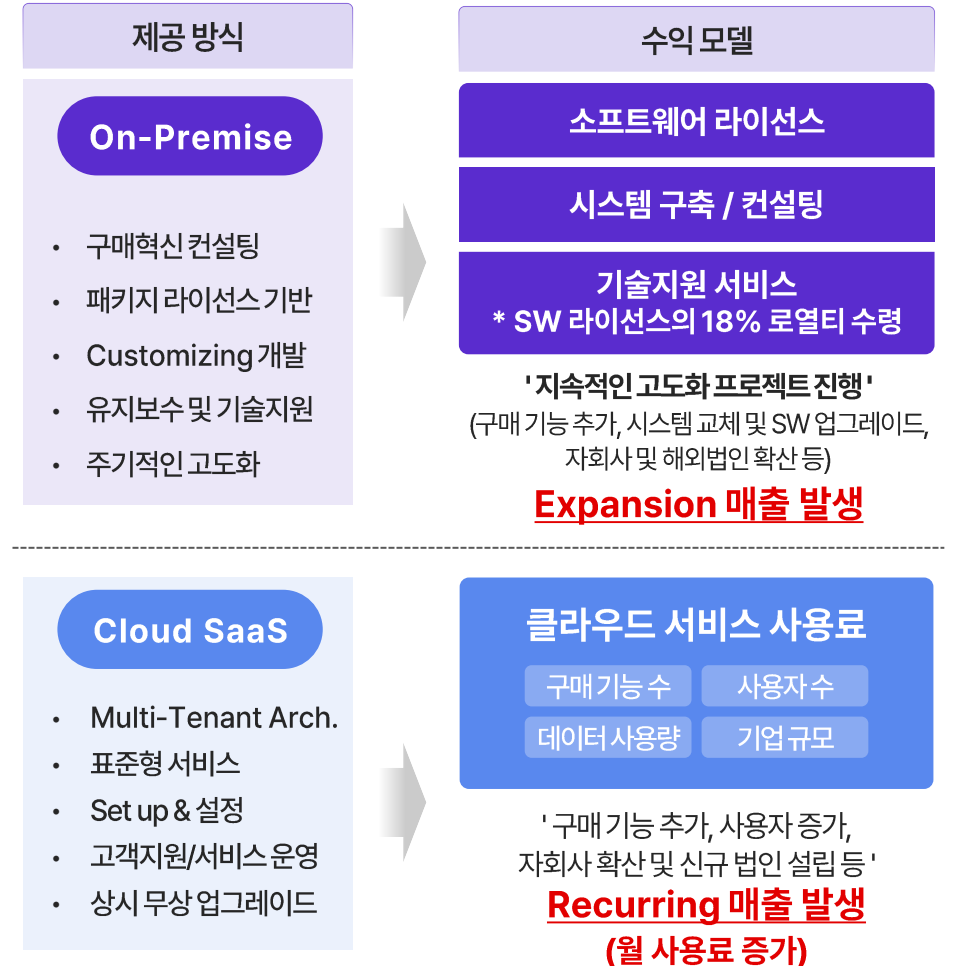 제공 방식
수익 모델
On-Premise
• 구매혁신 컨설팅
• 패키지 라이선스 기반
• Customizing 개발
• 유지보수 및 기술지원
• 주기적인 고도화
소프트웨어 라이선스
시스템 구축 / 컨설팅
기술지원 서비스
* SW 라이선스의 18% 로열티 수령
' 지속적인 고도화 프로젝트 진행 '
(구매 기능 추가, 시스템 교체 및 SW 업그레이드,
자회사 및 해외법인 확산 등)
Expansion 매출 발생
Cloud SaaS
• Multi-Tenant Arch.
• 표준형 서비스
• Set up & 설정
• 고객지원/서비스 운영
• 상시 무상 업그레이드
클라우드 서비스 사용료
구매 기능 수
사용자 수
데이터 사용량
기업 규모
' 구매 기능 추가, 사용자 증가,
자회사 확산 및 신규 법인 설립 등 '
Recurring 매출 발생
(월 사용료 증가)